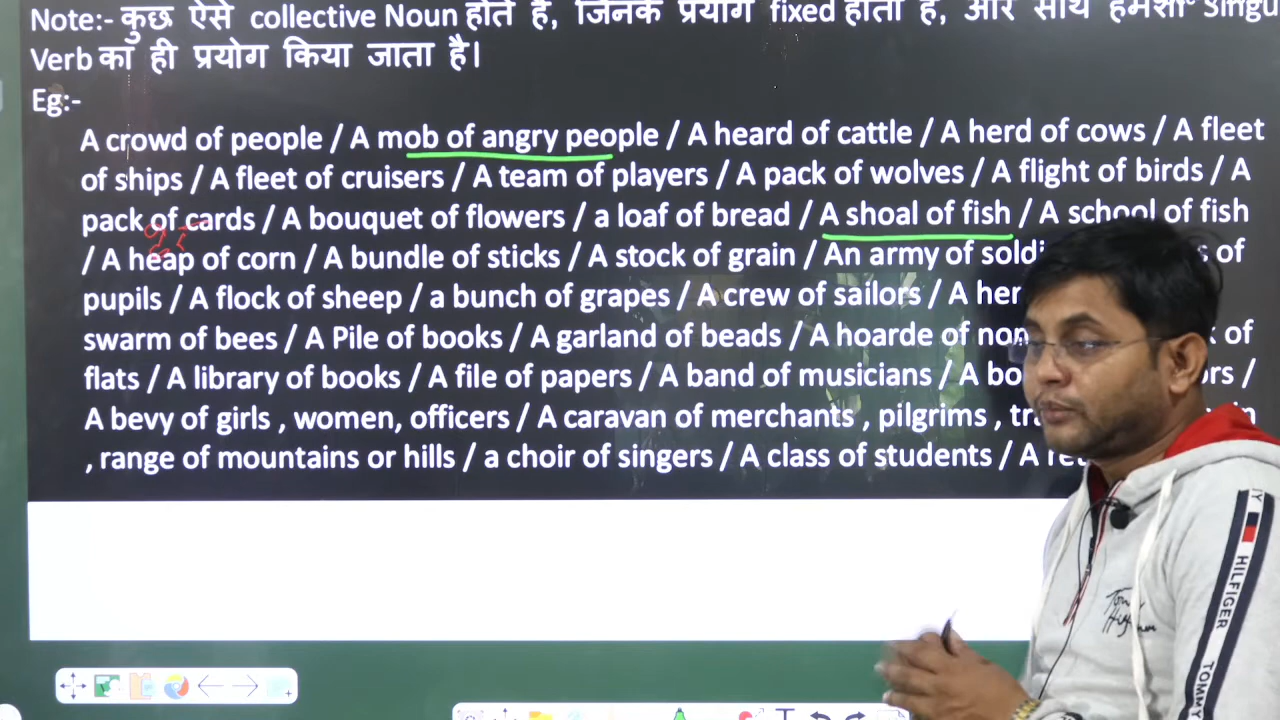 Note:- कुछ ऐसे collective Noun होते हैं, जिनके प्रयोग fixed होता है, और साथ हमेशा
Verb का ही प्रयोग किया जाता है।
Eg:-
A crowd of people / A mob of angry people / A heard of cattle / A herd of cows / A fleet
of ships / A fleet of cruisers / A team of players / A pack of wolves / A flight of birds / A
pack of cards / A bouquet of flowers / a loaf of bread / A shoal of fish / A school of fish
/ A heap of corn / A bundle of sticks / A stock of grain / An army of of
pupils / A flock of sheep / a bunch of grapes / A crew of sailors / A
swarm of bees / A Pile of books / A garland of beads / A hoarde of of
flats / A library of books / A file of papers / A band of musicians / A /
A bevy of girls , women, officers / A caravan of merchants , pilgrims ,
, range of mountains or hills / a choir of singers / A class of students / A
HILFIGER
TOMMY